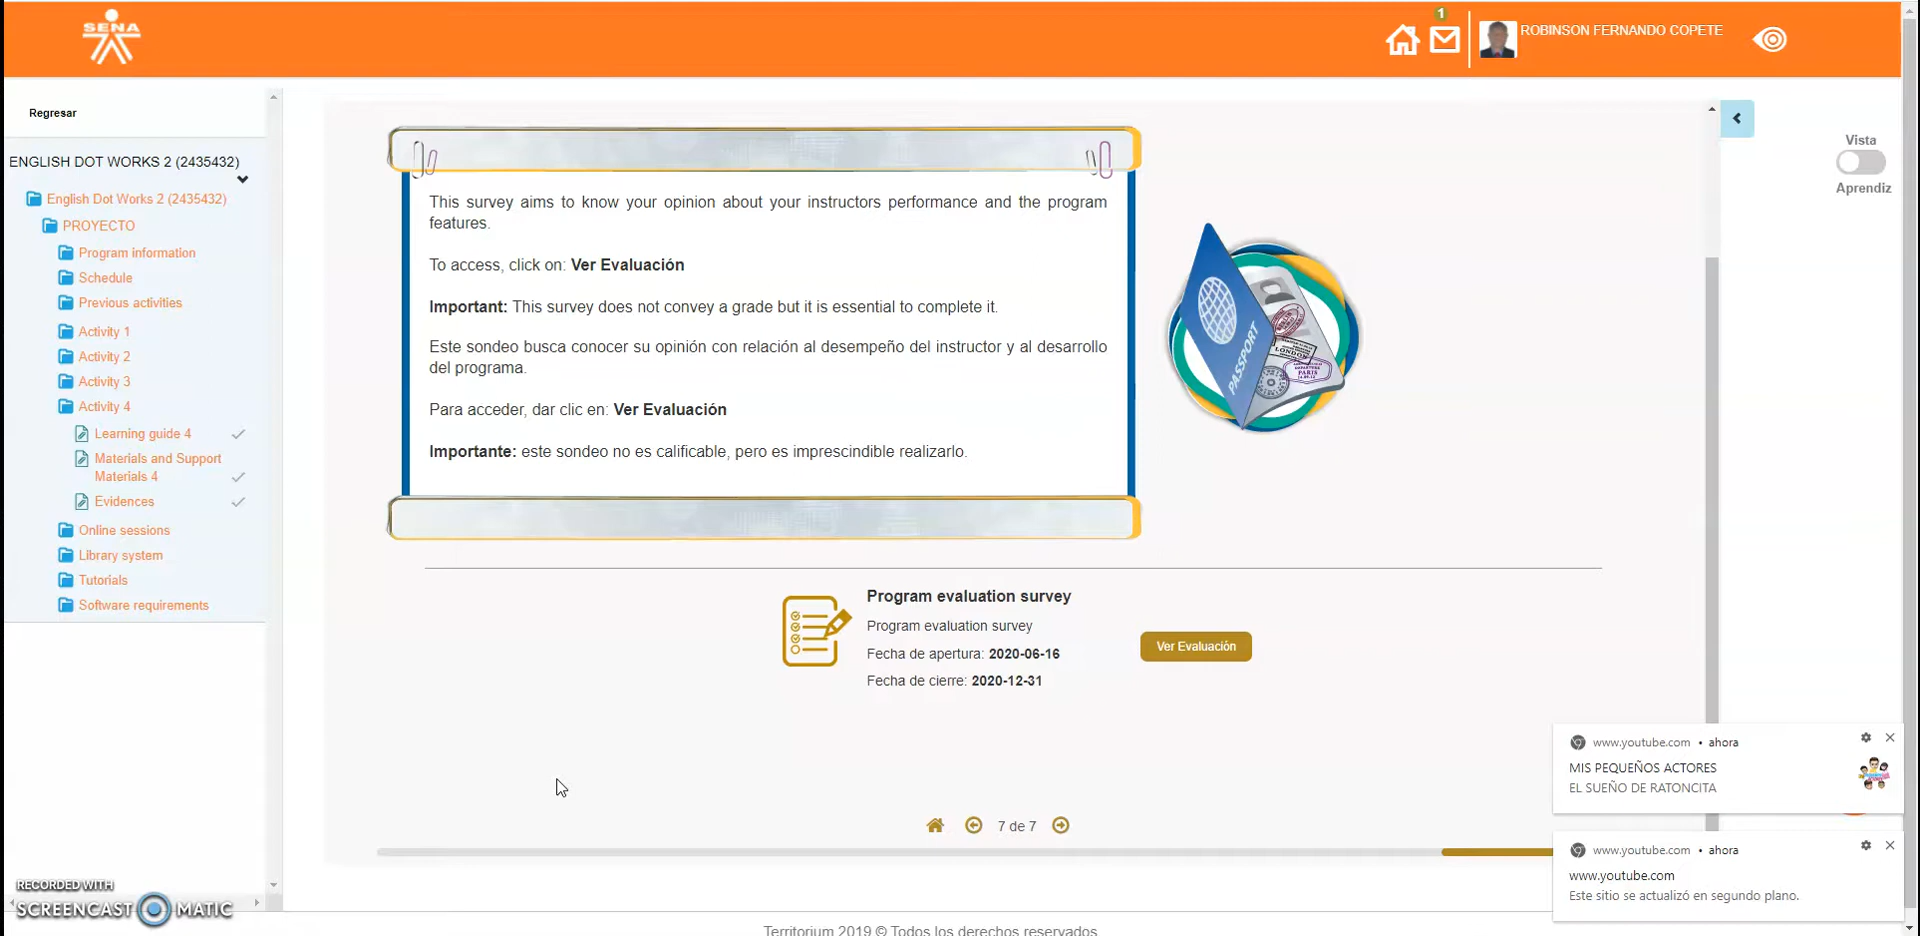 SENA
1
ROBINSON FERNANDO COPETE
Regresar
ENGLISH DOT WORKS 2 (2435432)
English Dot Works 2 (2435432)
PROYECTO
Program information
Schedule
Previous activities
Activity 1
Activity 2
Activity 3
Activity 4
Learning guide 4
Materials and Support
Materials 4
Evidences
Online sessions
Library system
Tutorials
Software requirements
This survey aims to know your opinion about your instructors performance and the program
features.
To access, click on: Ver Evaluación
Important: This survey does not convey a grade but it is essential to complete it.
Este sondeo busca conocer su opinión con relación al desempeño del instructor y al desarrollo
del programa.
Para acceder, dar clic en: Ver Evaluación
Importante: este sondeo no es calificable, pero es imprescindible realizarlo.
PASSPORT
LONDON
PARIS
Vista
Aprendiz
Program evaluation survey
Program evaluation survey
Fecha de apertura: 2020-06-16
Fecha de cierre: 2020-12-31
Ver Evaluación
7 de 7
www.youtube.com • ahora
MIS PEQUEÑOS ACTORES
EL SUEÑO DE RATONCITA
www.youtube.com • ahora
www.youtube.com
Este sitio se actualizó en segundo plano.
RECORDED WITH
SCREENCAST MATIC
Territorium 2019 © Todos los derechos reservados